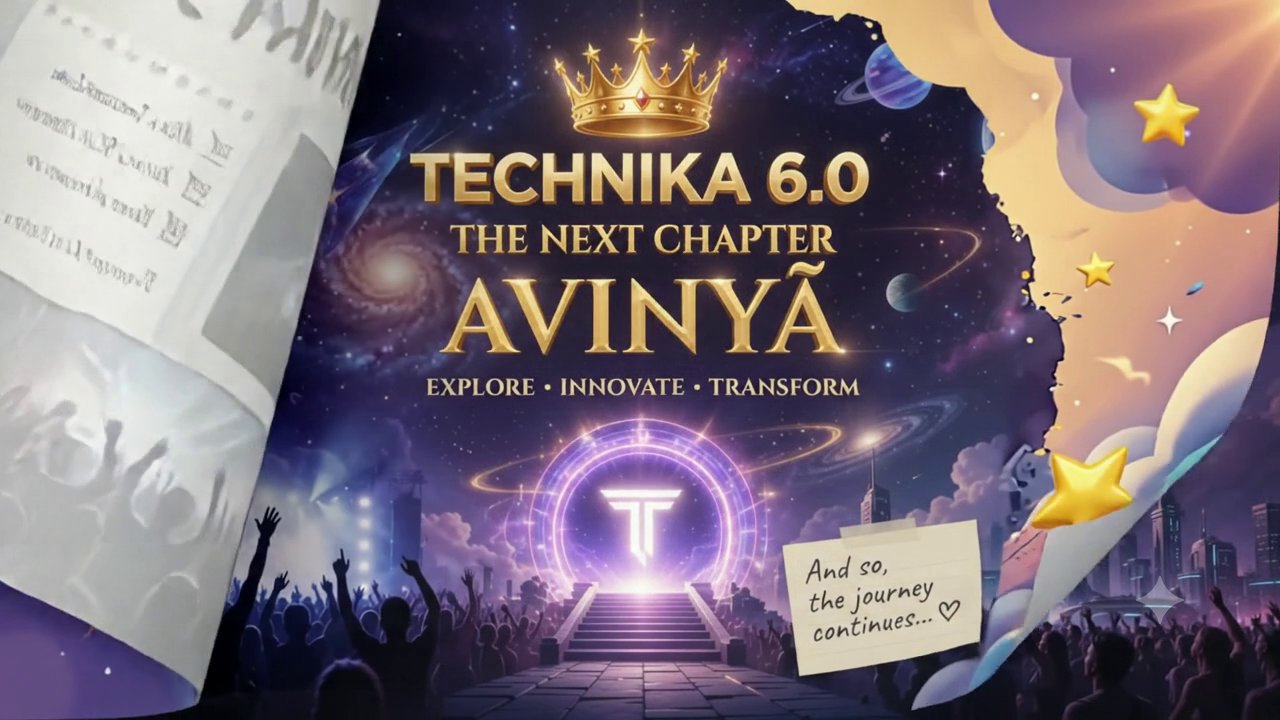 TECHNIKA 6.0
THE NEXT CHAPTER
AVINYÃ
EXPLORE • INNOVATE • TRANSFORM
T
And so,
the journey
continues... ♡